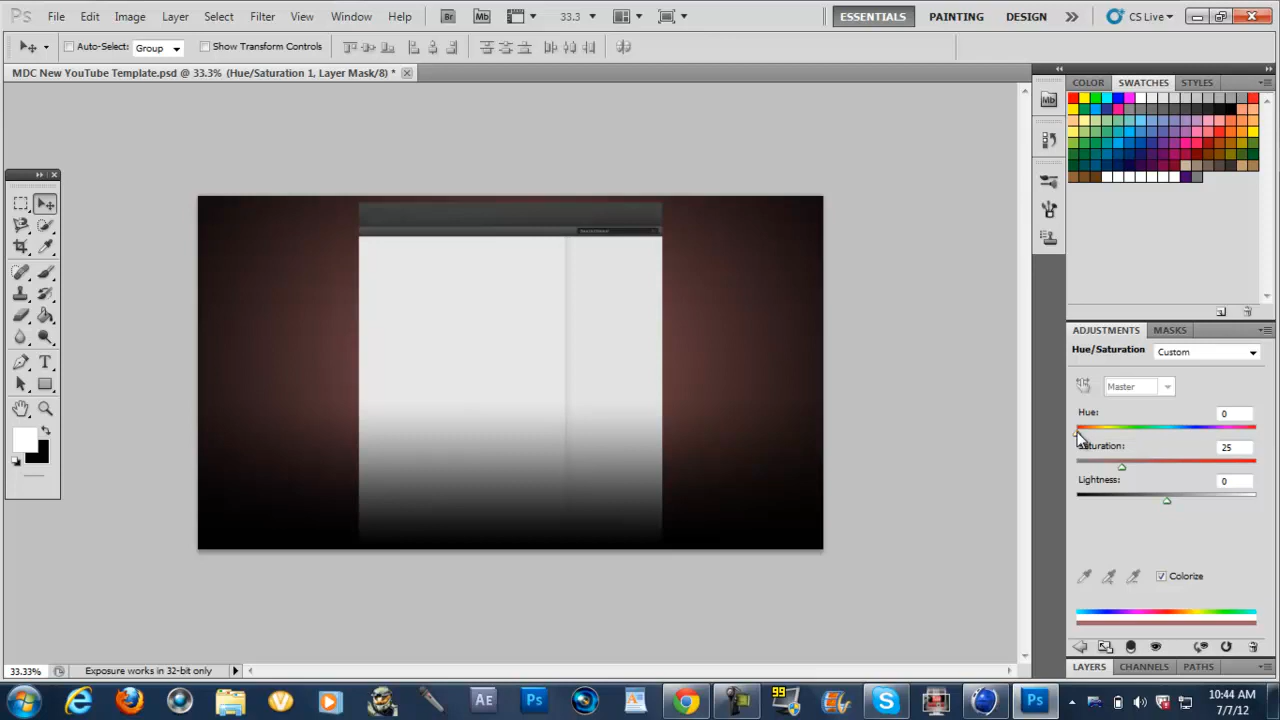 File Edit Image Layer Select Filter View Window Help Br Mb 33.3 ESSENTIALS PAINTING DESIGN CS Live
Auto-Select: Group Show Transform Controls
MDC New YouTube Template.psd @ 33.3% (Hue/Saturation 1, Layer Mask/8) *
COLOR SWATCHES STYLES
Mb
ADJUSTMENTS MASKS
Hue/Saturation Custom
Master
Hue: 0
Saturation: 25
Lightness: 0
Colorize
33.33% Exposure works in 32-bit only
LAYERS CHANNELS PATHS
AE Ps 99 Ps
10:44 AM
7/7/12